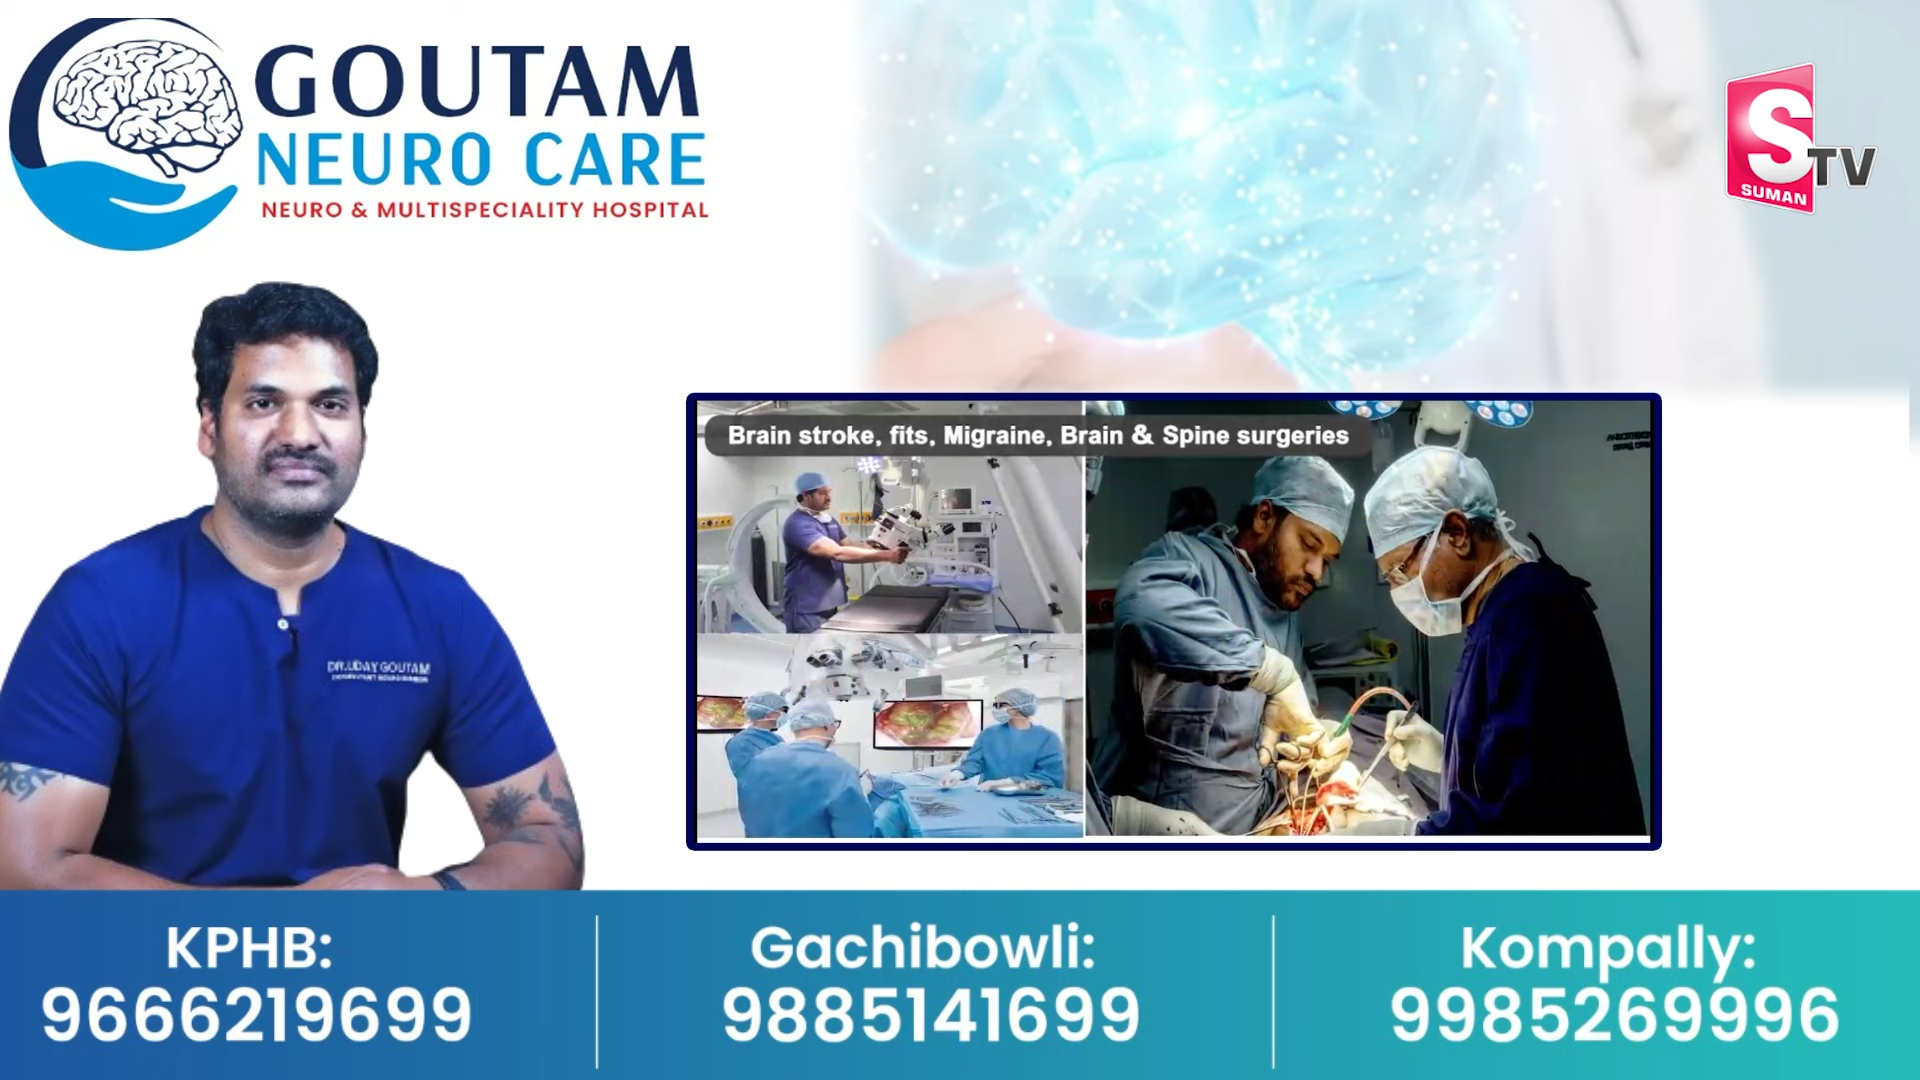 GOUTAM
NEURO CARE
NEURO & MULTISPECIALITY HOSPITAL
S TV
SUMAN
Brain stroke, fits, Migraine, Brain & Spine surgeries
DR.UDAY GOUTAM
KPHB:
9666219699
Gachibowli:
9885141699
Kompally:
9985269996